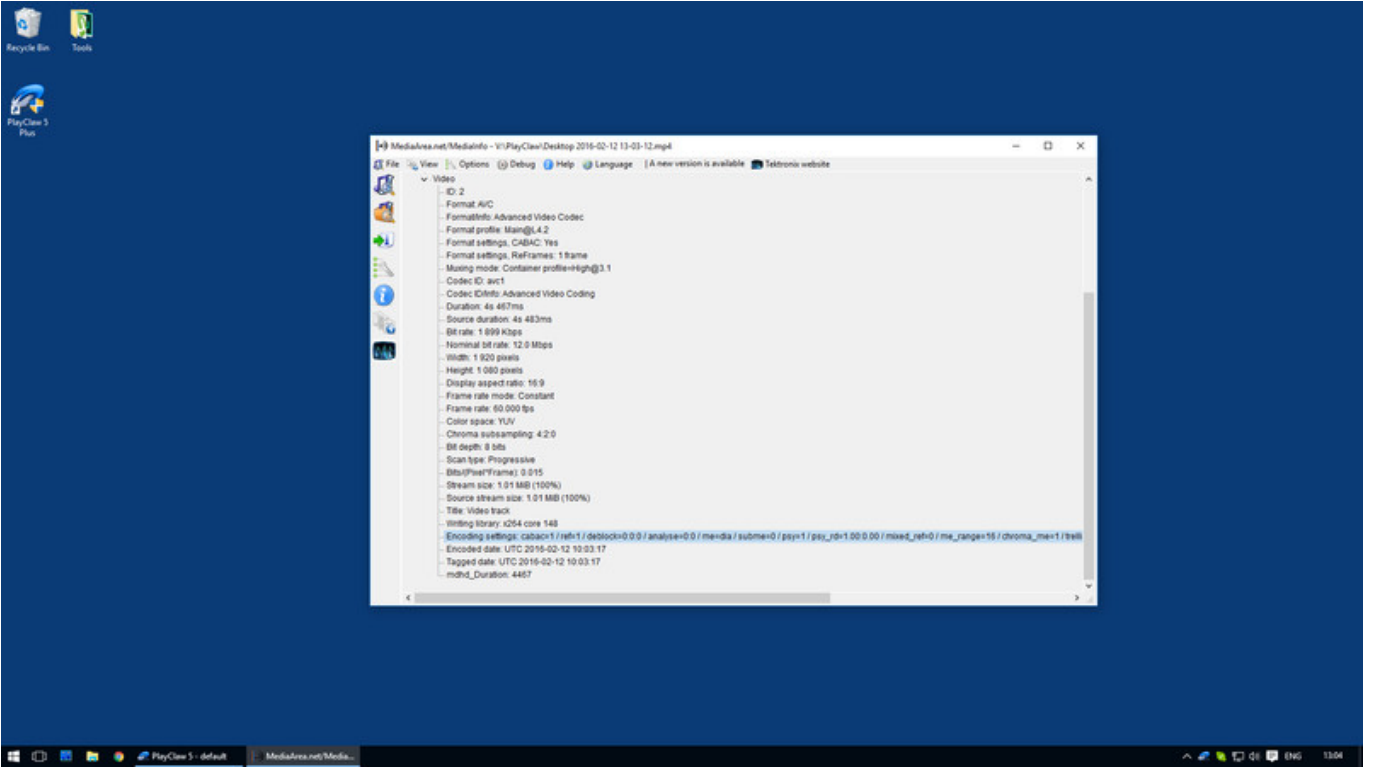 Recycle Bin
Tools
PlayClaw 5
Plus
MediaArea.net/MediaInfo - V:\PlayClaw\Desktop 2016-02-12 13-03-12.mp4
File View Options Debug Help Language | A new version is available Tektronix website
Video
ID: 2
Format: AVC
Format/Info: Advanced Video Codec
Format profile: Main@L4.2
Format settings, CABAC: Yes
Format settings, ReFrames: 1 frame
Muxing mode: Container profile=High@3.1
Codec ID: avc1
Codec ID/Info: Advanced Video Coding
Duration: 4s 467ms
Source duration: 4s 483ms
Bit rate: 1 899 Kbps
Nominal bit rate: 12.0 Mbps
Width: 1 920 pixels
Height: 1 080 pixels
Display aspect ratio: 16:9
Frame rate mode: Constant
Frame rate: 60.000 fps
Color space: YUV
Chroma subsampling: 4:2:0
Bit depth: 8 bits
Scan type: Progressive
Bits/(Pixel*Frame): 0.015
Stream size: 1.01 MiB (100%)
Source stream size: 1.01 MiB (100%)
Title: Video track
Writing library: x264 core 148
Encoding settings: cabac=1 / ref=1 / deblock=0:0:0 / analyse=0:0 / me=dia / subme=0 / psy=1 / psy_rd=1.00:0.00 / mixed_ref=0 / me_range=16 / chroma_me=1 / trelli
Encoded date: UTC 2016-02-12 10:03:17
Tagged date: UTC 2016-02-12 10:03:17
mdhd_Duration: 4467
PlayClaw 5 - default
MediaArea.net/Media...
ENG
13:04